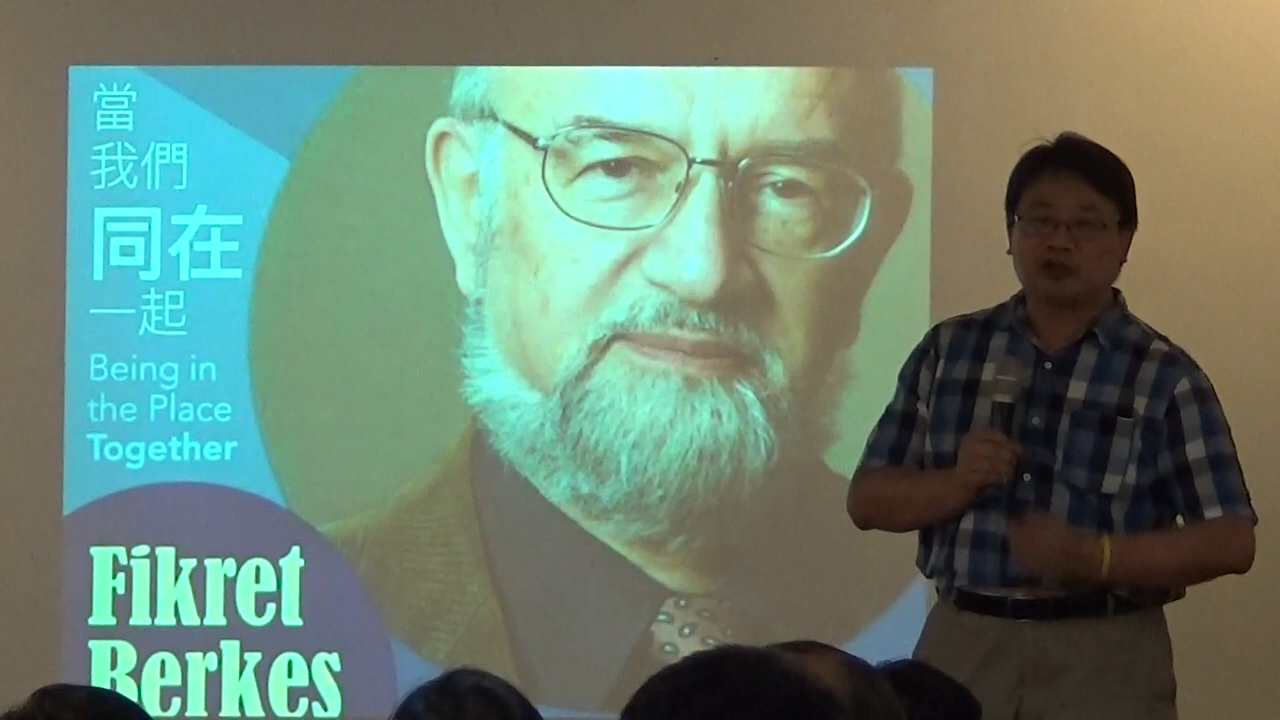 當
我們
同在
一起
Being in
the Place
Together
Fikret
Berkes